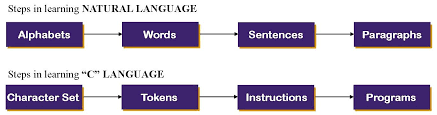 Steps in learning NATURAL LANGUAGE
Alphabets Words Sentences Paragraphs
Steps in learning “C” LANGUAGE
Character Set Tokens Instructions Programs